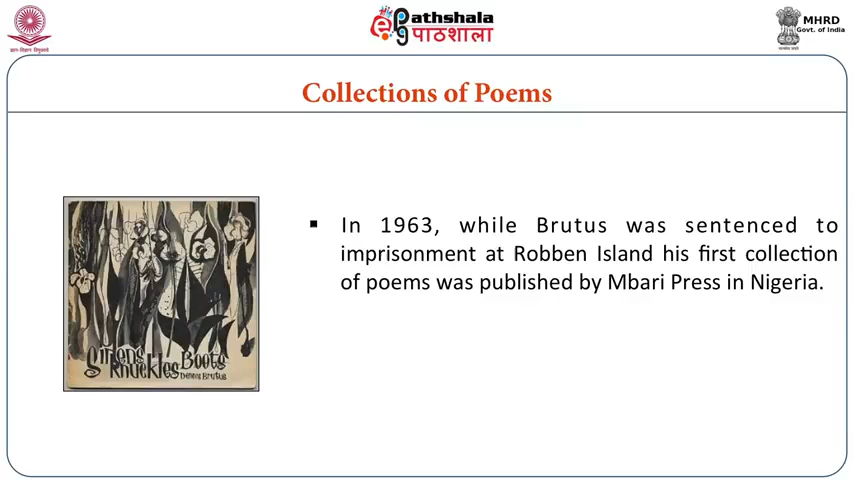 Pathshala
पाठशाला
MHRD
Govt. of India
Collections of Poems
▪ In 1963, while Brutus was sentenced to
imprisonment at Robben Island his first collection
of poems was published by Mbari Press in Nigeria.
Sirens
Knuckles Boots
Dennis Brutus